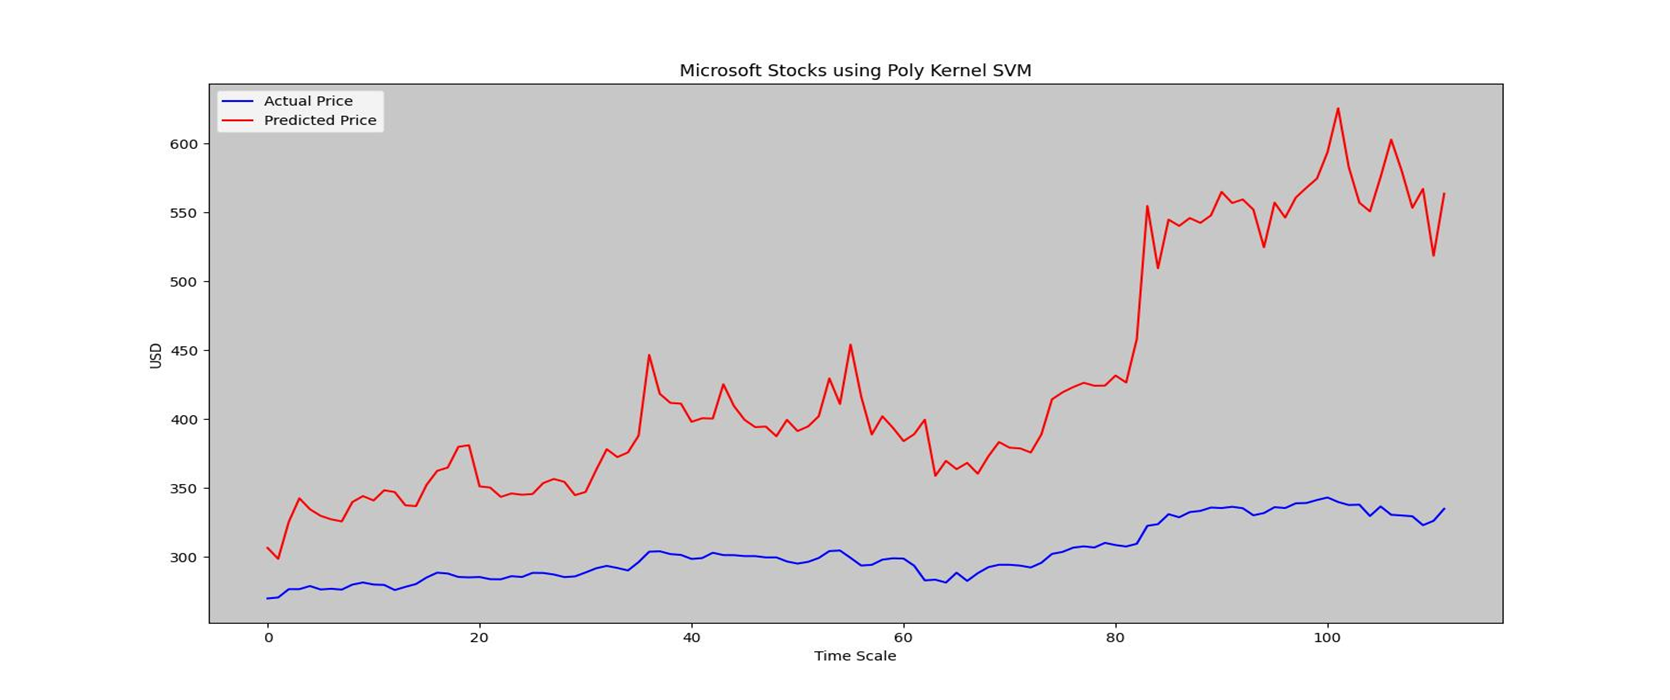 Microsoft Stocks using Poly Kernel SVM
Actual Price
Predicted Price
600
550
500
450
400
350
300
USD
0 20 40 60 80 100
Time Scale